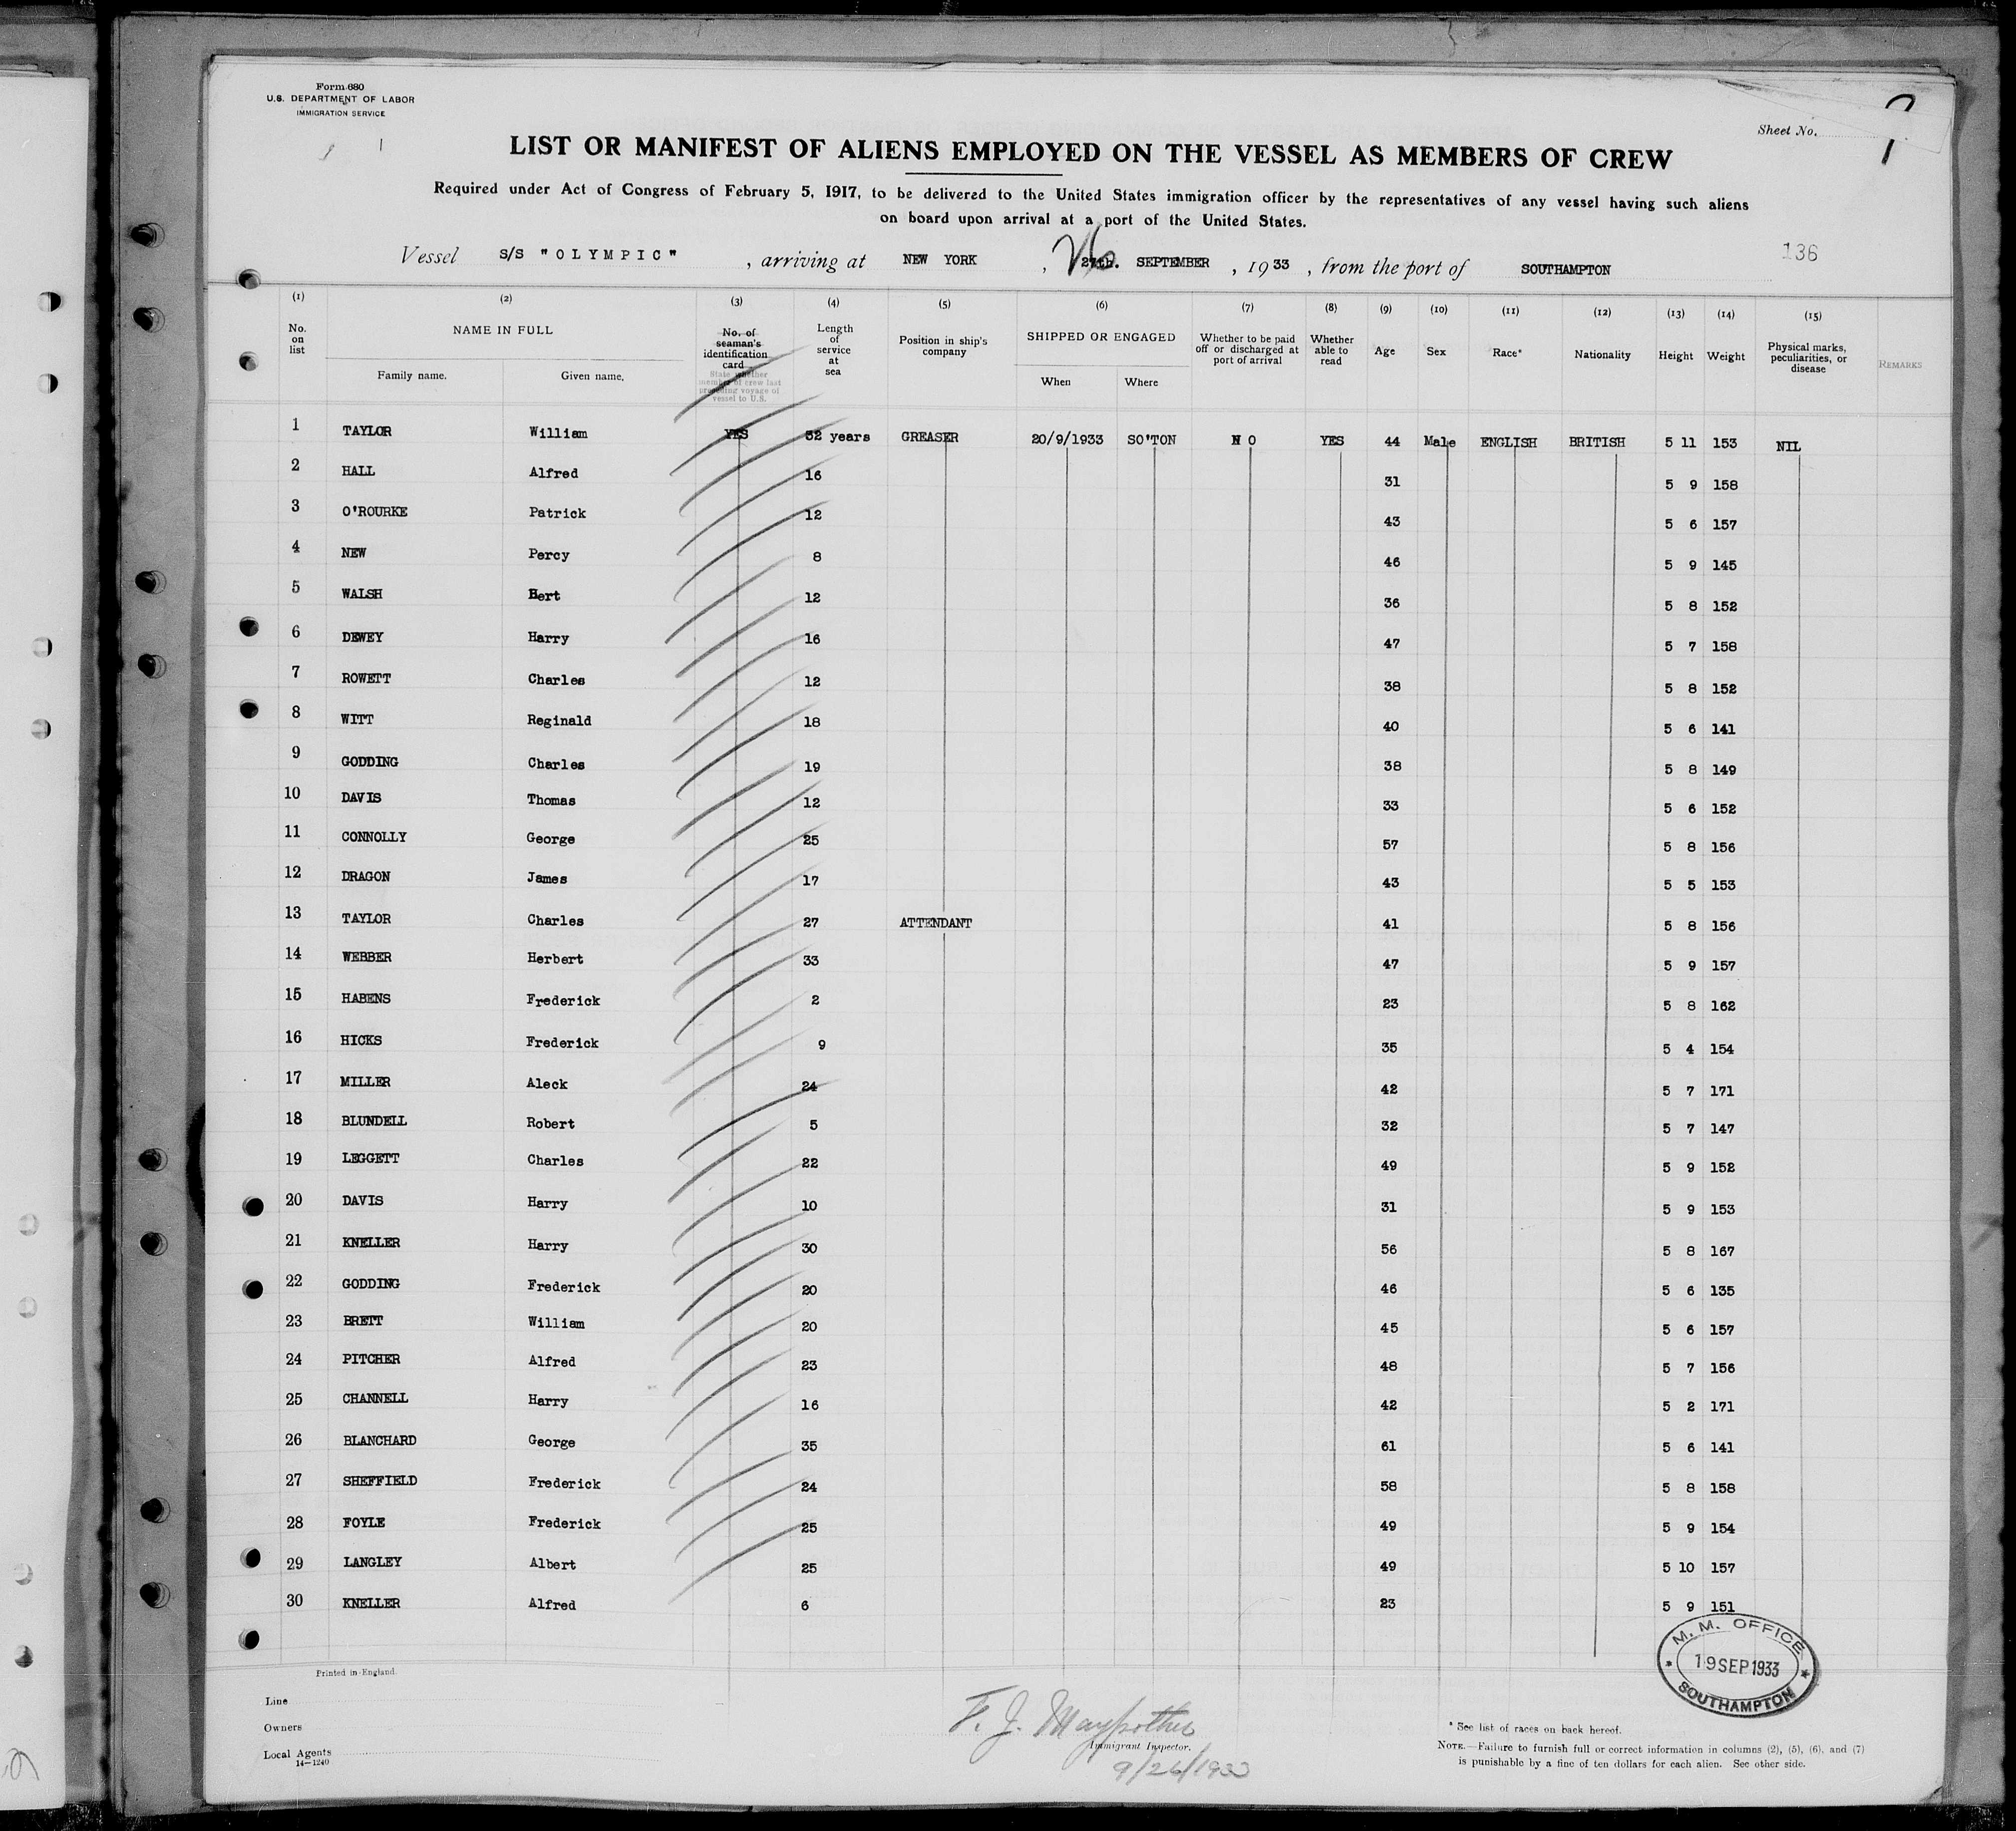 Form 680
U.S. DEPARTMENT OF LABOR
IMMIGRATION SERVICE
Sheet No. 7
LIST OR MANIFEST OF ALIENS EMPLOYED ON THE VESSEL AS MEMBERS OF CREW
Required under Act of Congress of February 5, 1917, to be delivered to the United States immigration officer by the representatives of any vessel having such aliens
on board upon arrival at a port of the United States.
136
Vessel S/S "OLYMPIC", arriving at NEW YORK, 27th. 26 SEPTEMBER, 1933, from the port of SOUTHAMPTON
(1) (2) (3) (4) (5) (6) (7) (8) (9) (10) (11) (12) (13) (14) (15)
No. on list
NAME IN FULL
Family name. Given name.
No. of seaman's identification card
State whether member of crew last preceding voyage of vessel to U.S.
Length of service at sea
Position in ship's company
SHIPPED OR ENGAGED
When Where
Whether to be paid off or discharged at port of arrival
Whether able to read
Age
Sex
Race*
Nationality
Height
Weight
Physical marks, peculiarities, or disease
REMARKS
1 TAYLOR William YES 32 years GREASER 20/9/1933 SO'TON NO YES 44 Male ENGLISH BRITISH 5 11 153 NIL
2 HALL Alfred 16 31 5 9 158
3 O'ROURKE Patrick 12 43 5 6 157
4 NEW Percy 8 46 5 9 145
5 WALSH Bert 12 36 5 8 152
6 DEWEY Harry 16 47 5 7 158
7 ROWETT Charles 12 38 5 8 152
8 WITT Reginald 18 40 5 6 141
9 GODDING Charles 19 38 5 8 149
10 DAVIS Thomas 12 33 5 6 152
11 CONNOLLY George 25 57 5 8 156
12 DRAGON James 17 43 5 5 153
13 TAYLOR Charles 27 ATTENDANT 41 5 8 156
14 WEBBER Herbert 33 47 5 9 157
15 HABENS Frederick 2 23 5 8 162
16 HICKS Frederick 9 35 5 4 154
17 MILLER Aleck 24 42 5 7 171
18 BLUNDELL Robert 5 32 5 7 147
19 LEGGETT Charles 22 49 5 9 152
20 DAVIS Harry 10 31 5 9 153
21 KNELLER Harry 30 56 5 8 167
22 GODDING Frederick 20 46 5 6 135
23 BRETT William 20 45 5 6 157
24 PITCHER Alfred 23 48 5 7 156
25 CHANNELL Harry 16 42 5 2 171
26 BLANCHARD George 35 61 5 6 141
27 SHEFFIELD Frederick 24 58 5 8 158
28 FOYLE Frederick 25 49 5 9 154
29 LANGLEY Albert 25 49 5 10 157
30 KNELLER Alfred 6 23 5 9 151
M. M. OFFICE
19 SEP 1933
SOUTHAMPTON
Printed in England.
Line
Owners
Local Agents
14—1240
F. J. Maypother
Immigrant Inspector.
9/26/1933
* See list of races on back hereof.
NOTE.—Failure to furnish full or correct information in columns (2), (5), (6), and (7)
is punishable by a fine of ten dollars for each alien. See other side.